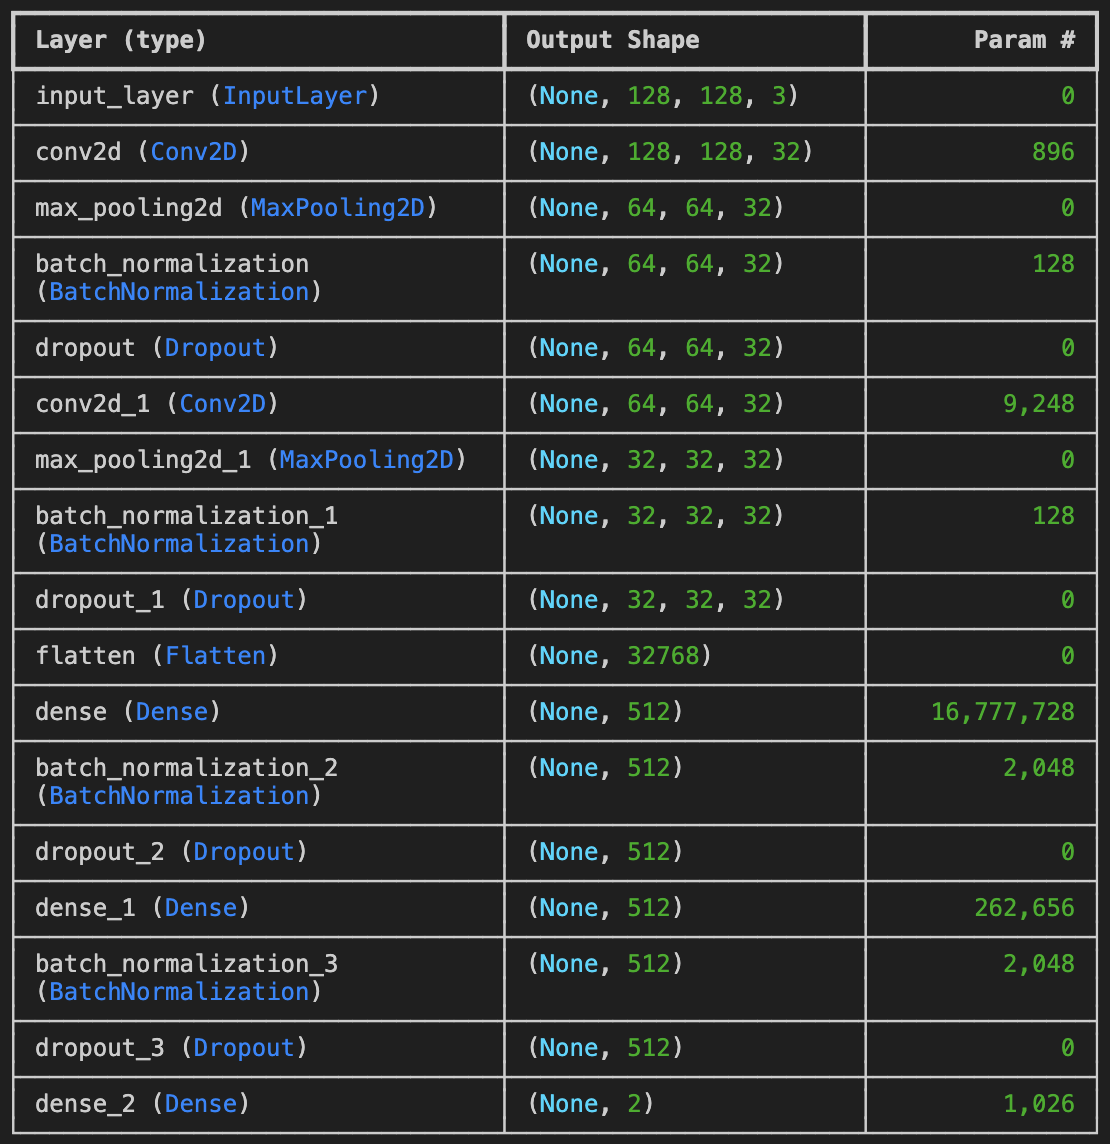 Layer (type) Output Shape Param #
input_layer (InputLayer) (None, 128, 128, 3) 0
conv2d (Conv2D) (None, 128, 128, 32) 896
max_pooling2d (MaxPooling2D) (None, 64, 64, 32) 0
batch_normalization (None, 64, 64, 32) 128
(BatchNormalization)
dropout (Dropout) (None, 64, 64, 32) 0
conv2d_1 (Conv2D) (None, 64, 64, 32) 9,248
max_pooling2d_1 (MaxPooling2D) (None, 32, 32, 32) 0
batch_normalization_1 (None, 32, 32, 32) 128
(BatchNormalization)
dropout_1 (Dropout) (None, 32, 32, 32) 0
flatten (Flatten) (None, 32768) 0
dense (Dense) (None, 512) 16,777,728
batch_normalization_2 (None, 512) 2,048
(BatchNormalization)
dropout_2 (Dropout) (None, 512) 0
dense_1 (Dense) (None, 512) 262,656
batch_normalization_3 (None, 512) 2,048
(BatchNormalization)
dropout_3 (Dropout) (None, 512) 0
dense_2 (Dense) (None, 2) 1,026